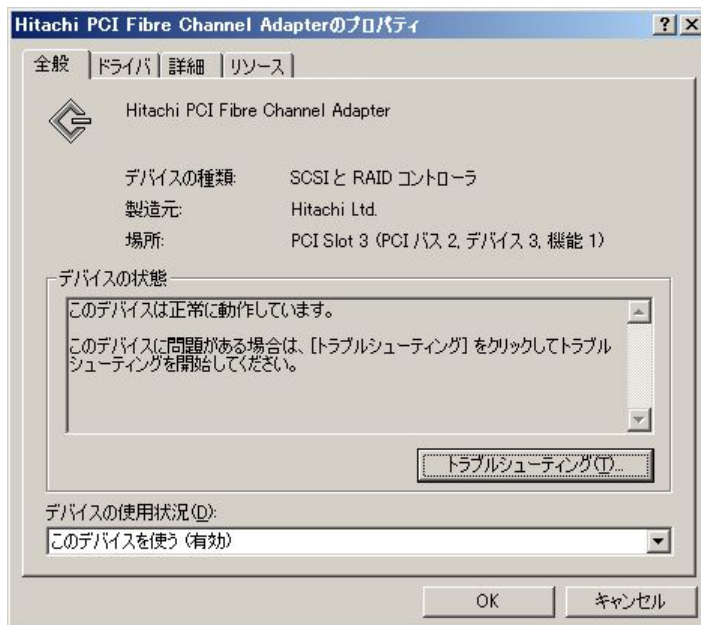 Hitachi PCI Fibre Channel Adapterのプロパティ
全般 ドライバ 詳細 リソース
Hitachi PCI Fibre Channel Adapter
デバイスの種類: SCSI と RAID コントローラ
製造元: Hitachi Ltd.
場所: PCI Slot 3 (PCI バス 2, デバイス 3, 機能 1)
デバイスの状態
このデバイスは正常に動作しています。
このデバイスに問題がある場合は、[トラブルシューティング] をクリックしてトラブル
シューティングを開始してください。
トラブルシューティング(T)...
デバイスの使用状況(D):
このデバイスを使う (有効)
OK キャンセル